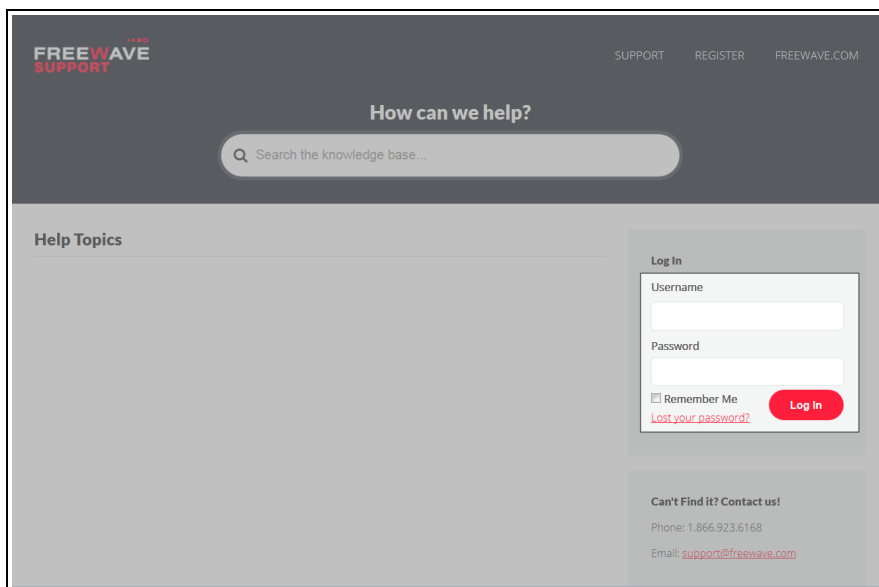 FREEWAVE
SUPPORT
SUPPORT REGISTER FREEWAVE.COM
How can we help?
Search the knowledge base...
Help Topics
Log In
Username
Password
Remember Me
Log In
Lost your password?
Can't Find it? Contact us!
Phone: 1.866.923.6168
Email: support@freewave.com